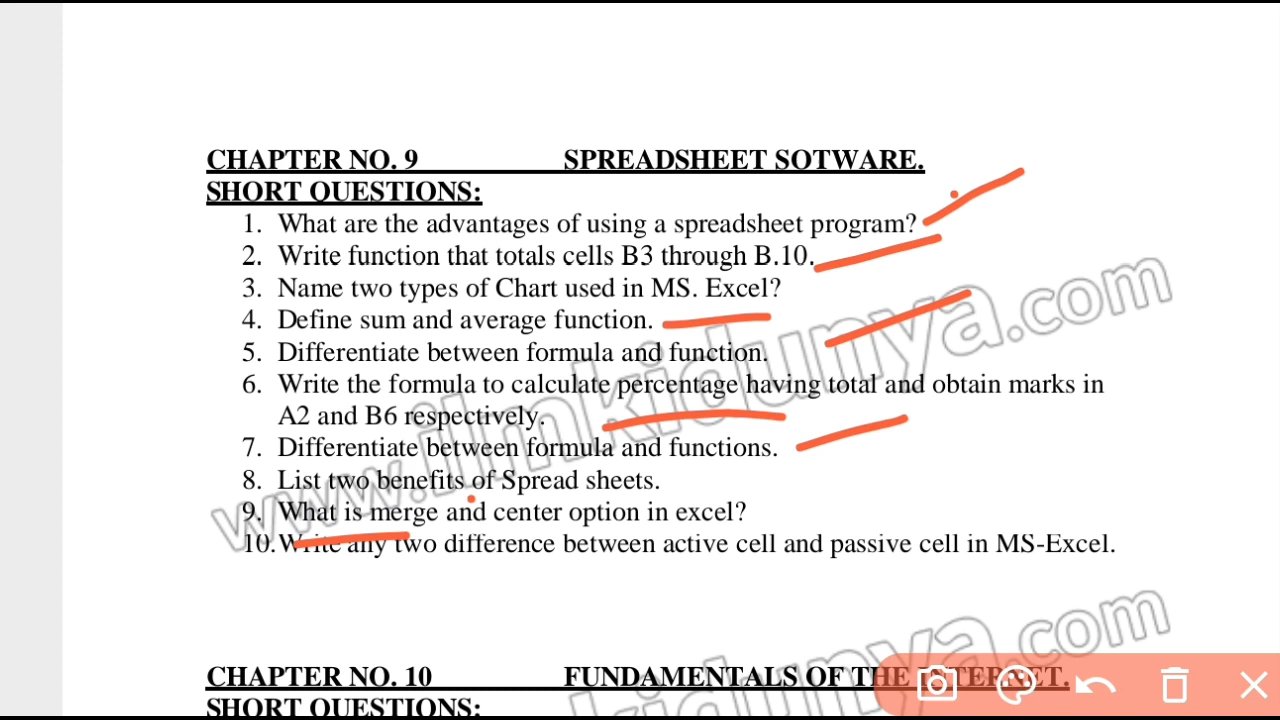 CHAPTER NO. 9 SPREADSHEET SOTWARE.
SHORT QUESTIONS:
1. What are the advantages of using a spreadsheet program?
2. Write function that totals cells B3 through B.10.
3. Name two types of Chart used in MS. Excel?
4. Define sum and average function.
5. Differentiate between formula and function.
6. Write the formula to calculate percentage having total and obtain marks in
A2 and B6 respectively.
7. Differentiate between formula and functions.
8. List two benefits of Spread sheets.
9. What is merge and center option in excel?
10. Write any two difference between active cell and passive cell in MS-Excel.
www.ilmkidunya.com
CHAPTER NO. 10 FUNDAMENTALS OF THE INTERNET.
SHORT QUESTIONS: